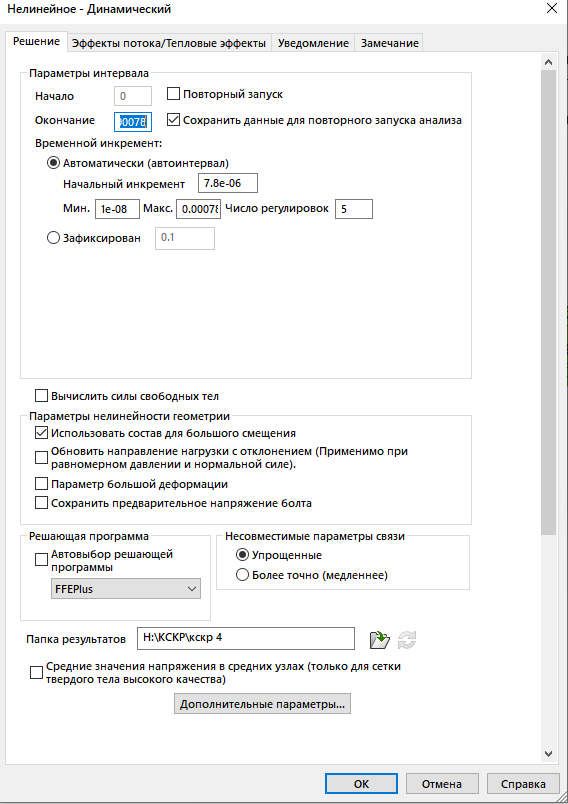 Нелинейное - Динамический
Решение Эффекты потока/Тепловые эффекты Уведомление Замечание
Параметры интервала
Начало 0 Повторный запуск
Окончание 00078 Сохранить данные для повторного запуска анализа
Временной инкремент:
Автоматически (автоинтервал)
Начальный инкремент 7.8e-06
Мин. 1e-08 Макс. 0.00078 Число регулировок 5
Зафиксирован 0.1
Вычислить силы свободных тел
Параметры нелинейности геометрии
Использовать состав для большого смещения
Обновить направление нагрузки с отклонением (Применимо при
равномерном давлении и нормальной силе).
Параметр большой деформации
Сохранить предварительное напряжение болта
Решающая программа
Автовыбор решающей
программы
FFEPlus
Несовместимые параметры связи
Упрощенные
Более точно (медленнее)
Папка результатов H:\КСКР\кскр 4
Средние значения напряжения в средних узлах (только для сетки
твердого тела высокого качества)
Дополнительные параметры...
OK Отмена Справка